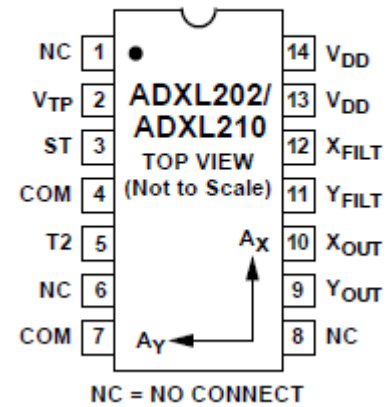 NC 1 14 VDD
VTP 2 ADXL202/ 13 VDD
ST 3 ADXL210 12 XFILT
TOP VIEW
COM 4 (Not to Scale) 11 YFILT
T2 5 AX 10 XOUT
NC 6 9 YOUT
COM 7 AY 8 NC
NC = NO CONNECT